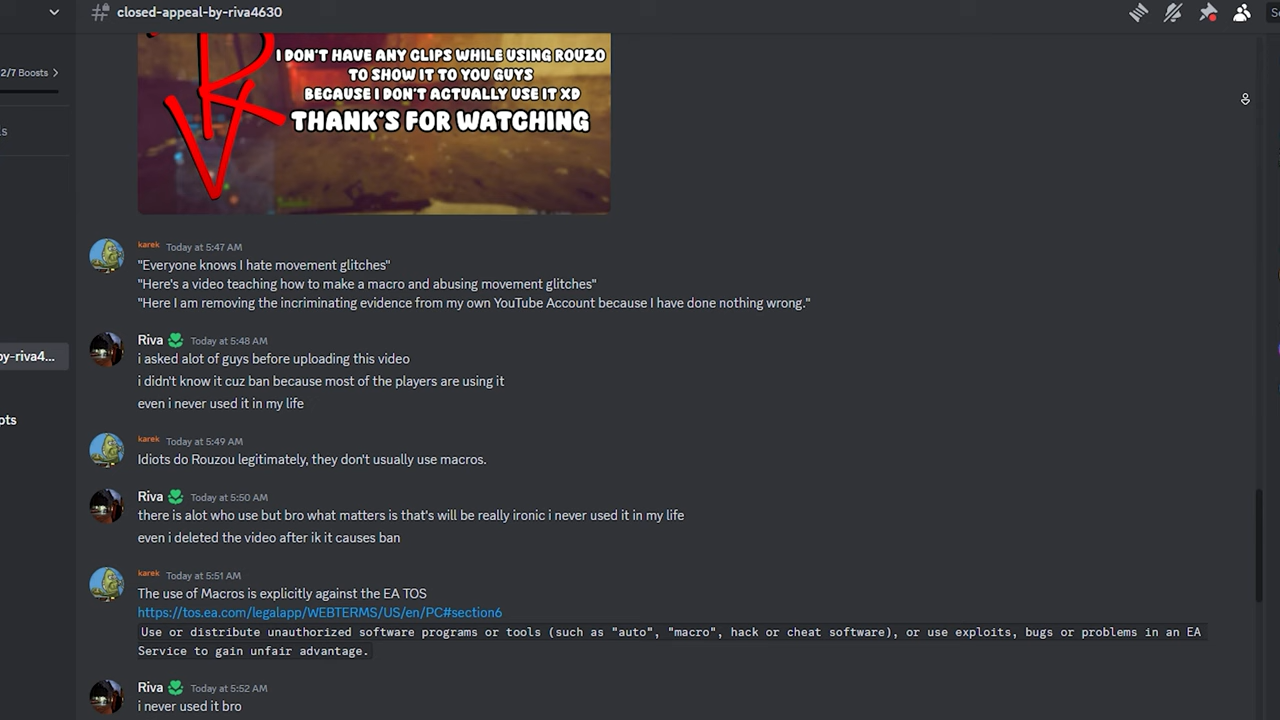 closed-appeal-by-riva4630
2/7 Boosts
I DON'T HAVE ANY CLIPS WHILE USING ROUZO
TO SHOW IT TO YOU GUYS
BECAUSE I DON'T ACTUALLY USE IT XD
THANK'S FOR WATCHING
karek Today at 5:47 AM
"Everyone knows I hate movement glitches"
"Here's a video teaching how to make a macro and abusing movement glitches"
"Here I am removing the incriminating evidence from my own YouTube Account because I have done nothing wrong."
Riva Today at 5:48 AM
i asked alot of guys before uploading this video
by-riva4...
i didn't know it cuz ban because most of the players are using it
even i never used it in my life
pts
karek Today at 5:49 AM
Idiots do Rouzou legitimately, they don't usually use macros.
Riva Today at 5:50 AM
there is alot who use but bro what matters is that's will be really ironic i never used it in my life
even i deleted the video after ik it causes ban
karek Today at 5:51 AM
The use of Macros is explicitly against the EA TOS
https://tos.ea.com/legalapp/WEBTERMS/US/en/PC#section6
Use or distribute unauthorized software programs or tools (such as "auto", "macro", hack or cheat software), or use exploits, bugs or problems in an EA
Service to gain unfair advantage.
Riva Today at 5:52 AM
i never used it bro